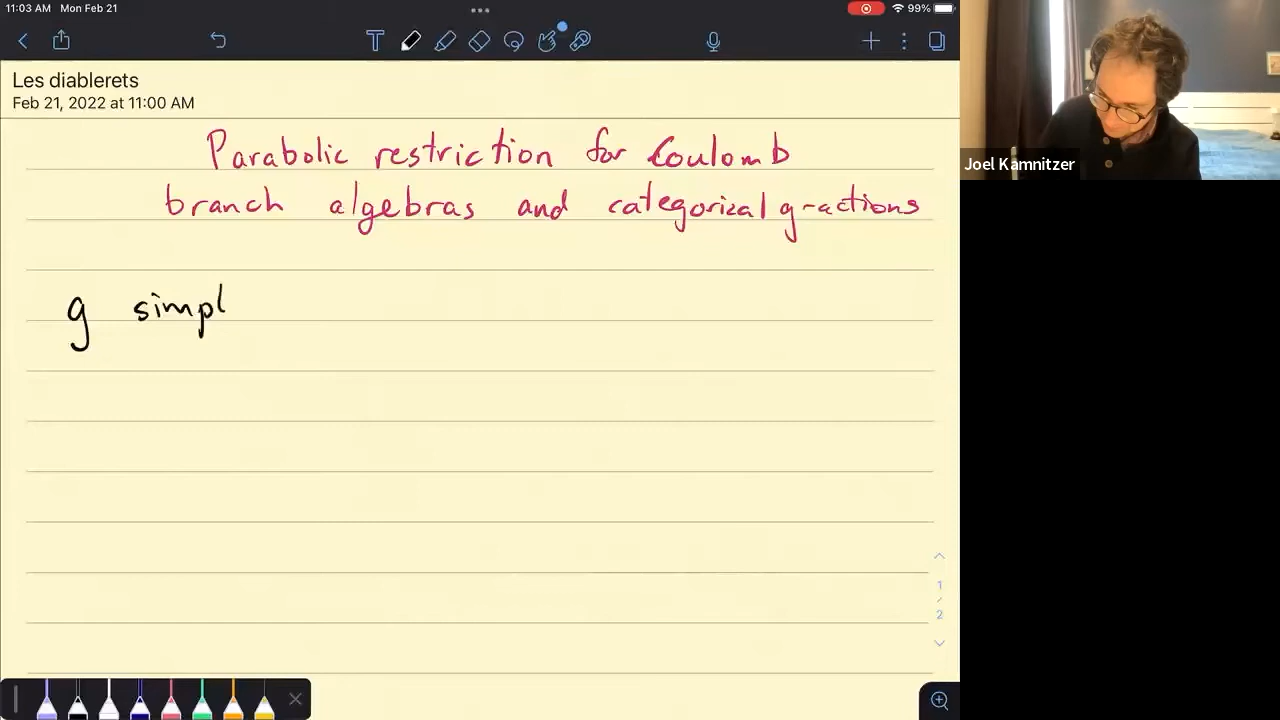 11:03 AM Mon Feb 21
99%
Les diablerets
Feb 21, 2022 at 11:00 AM
Parabolic restriction for Coulomb
branch algebras and categorical g-actions
g simpl
1
/
2
Joel Kamnitzer